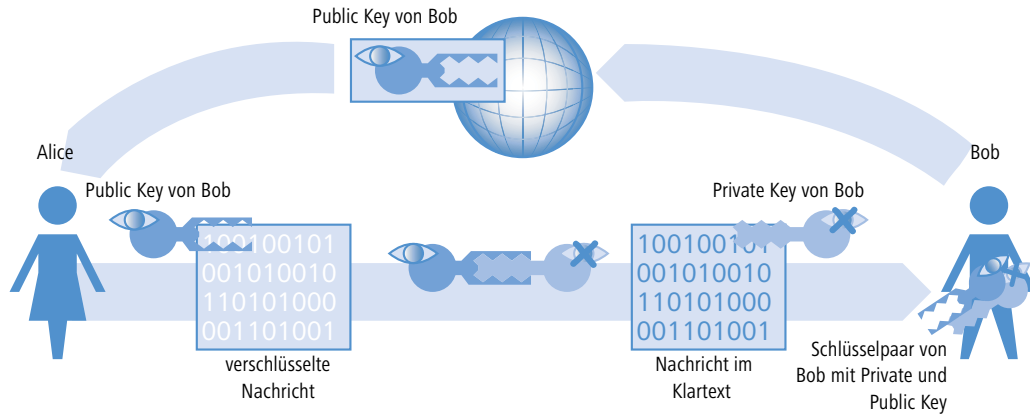 Public Key von Bob
Alice
Bob
Public Key von Bob
Private Key von Bob
100100101
001010010
110101000
001101001
100100101
001010010
110101000
001101001
verschlüsselte
Nachricht
Nachricht im
Klartext
Schlüsselpaar von
Bob mit Private und
Public Key